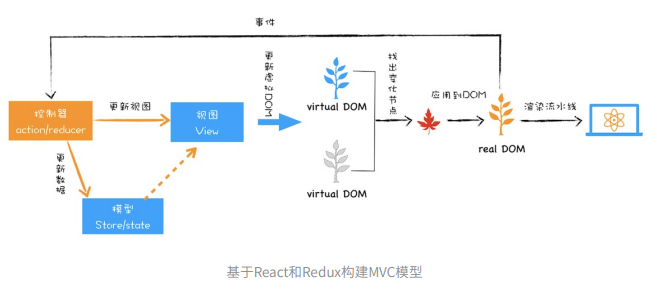 事件
控制器
action/reducer
更新视图
视图
View
更新虚拟DOM
virtual DOM
virtual DOM
找出变化节点
应用到DOM
real DOM
渲染流水线
更新数据
模型
Store/state
基于React和Redux构建MVC模型